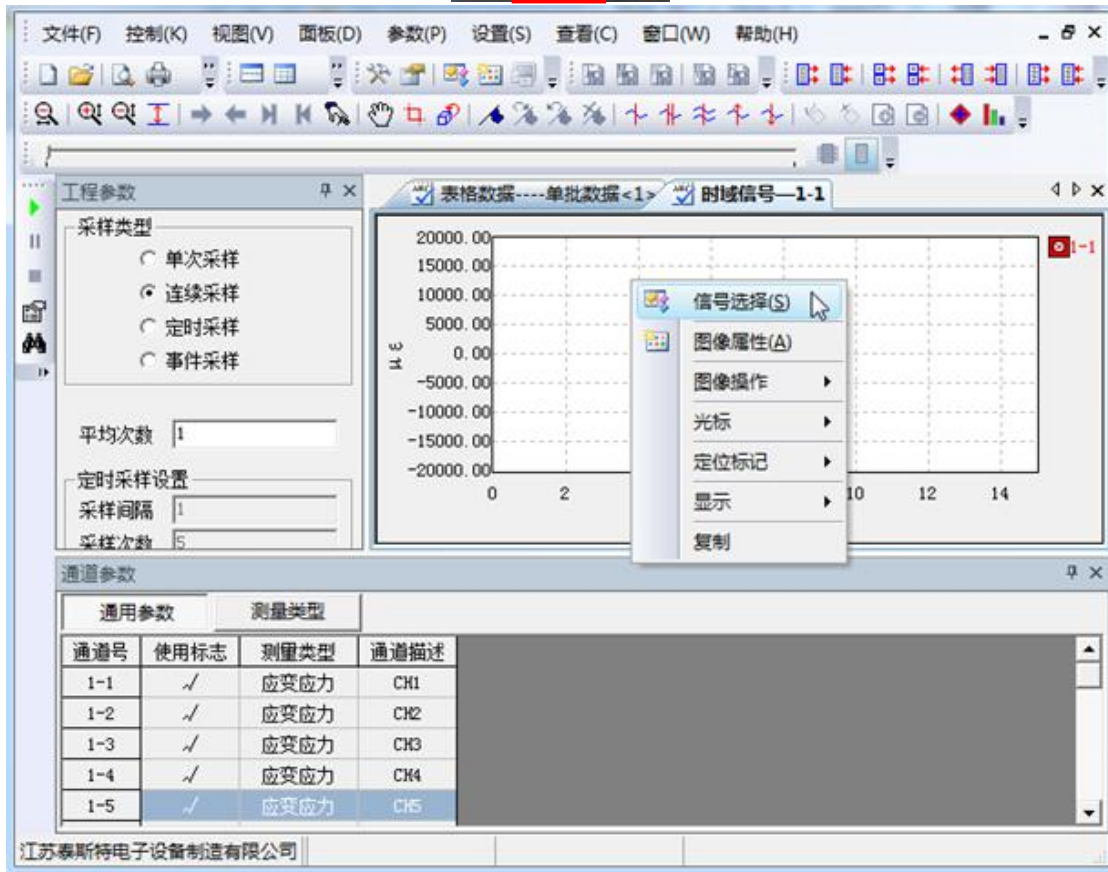 文件(F) 控制(K) 视图(V) 面板(D) 参数(P) 设置(S) 查看(C) 窗口(W) 帮助(H)
工程参数
采样类型
单次采样
连续采样
定时采样
事件采样
平均次数 1
定时采样设置
采样间隔 1
采样次数 5
表格数据----单批数据<1> 时域信号—1-1
20000.00
15000.00
10000.00
5000.00
0.00
-5000.00
-10000.00
-15000.00
-20000.00
με
0 2 10 12 14
1-1
信号选择(S)
图像属性(A)
图像操作
光标
定位标记
显示
复制
通道参数
通用参数 测量类型
通道号 使用标志 测量类型 通道描述
1-1 √ 应变应力 CH1
1-2 √ 应变应力 CH2
1-3 √ 应变应力 CH3
1-4 √ 应变应力 CH4
1-5 √ 应变应力 CH5
江苏泰斯特电子设备制造有限公司